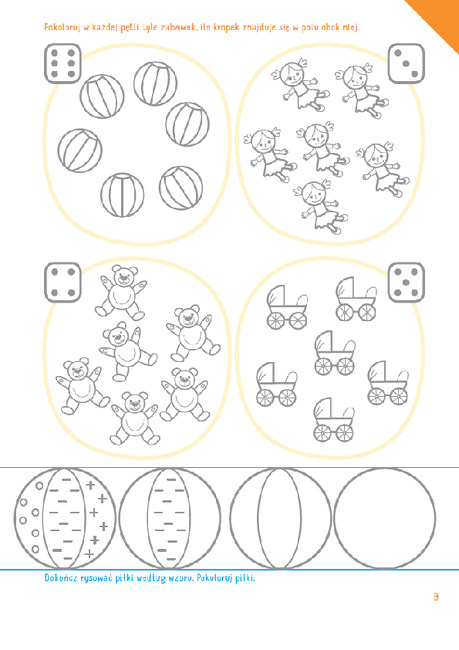 Pokoloruj w każdej pętli tyle zabawek, ile kropek znajduje się w polu obok niej.
Dokończ rysować piłki według wzoru. Pokoloruj piłki.
9